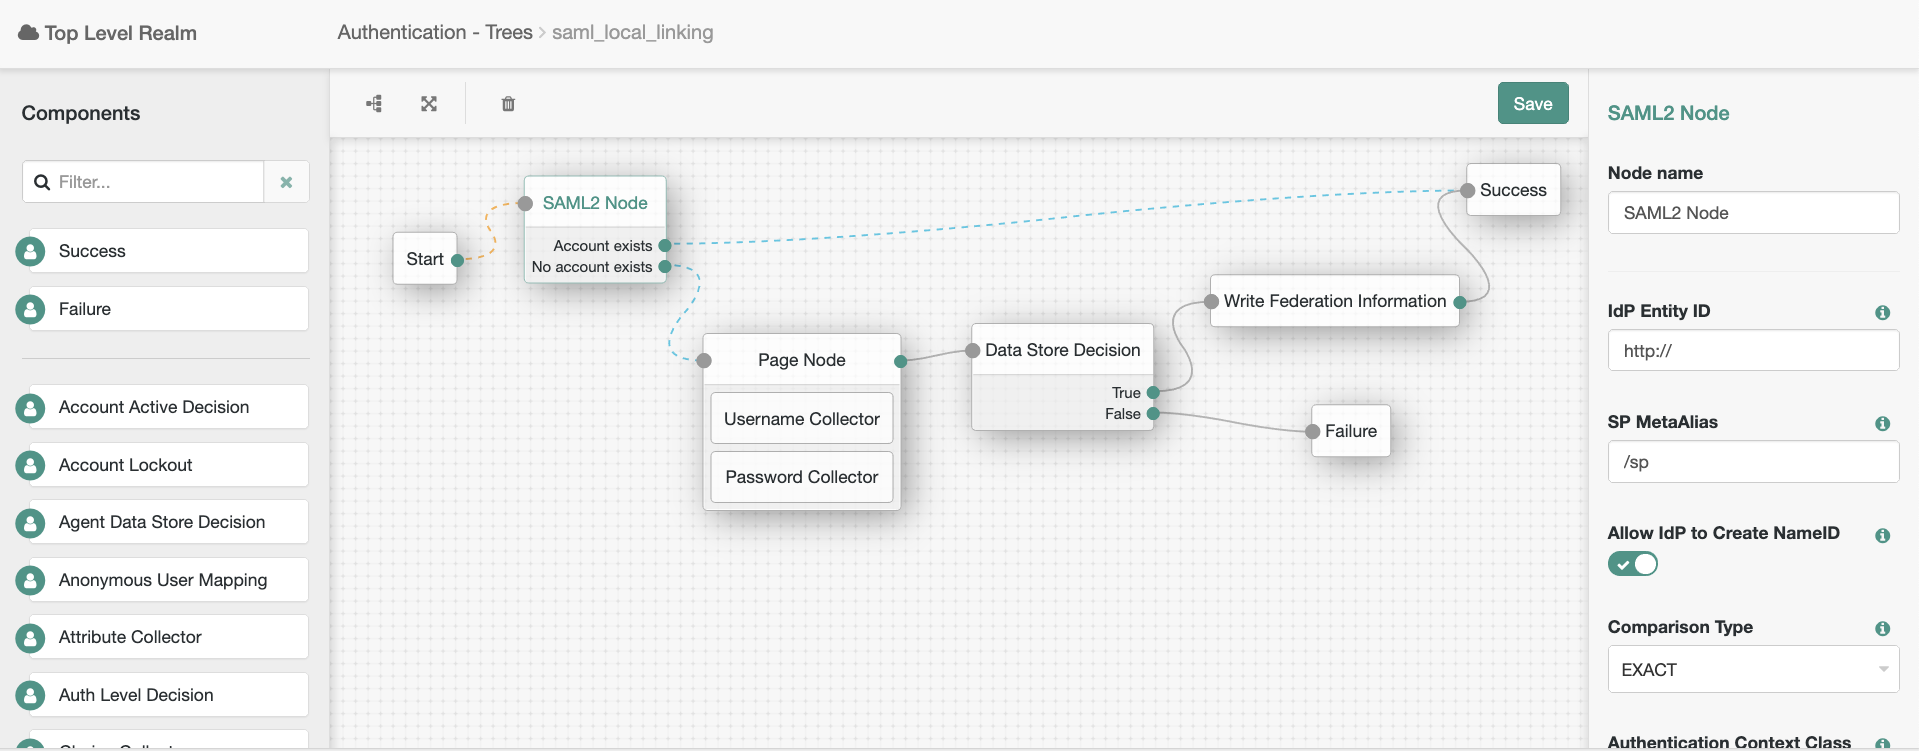 Top Level Realm
Authentication - Trees > saml_local_linking
Components
Filter...
Success
Failure
Account Active Decision
Account Lockout
Agent Data Store Decision
Anonymous User Mapping
Attribute Collector
Auth Level Decision
Save
Start
SAML2 Node
Account exists
No account exists
Page Node
Username Collector
Password Collector
Data Store Decision
True
False
Write Federation Information
Success
Failure
SAML2 Node
Node name
SAML2 Node
IdP Entity ID
http://
SP MetaAlias
/sp
Allow IdP to Create NameID
Comparison Type
EXACT
Authentication Context Class